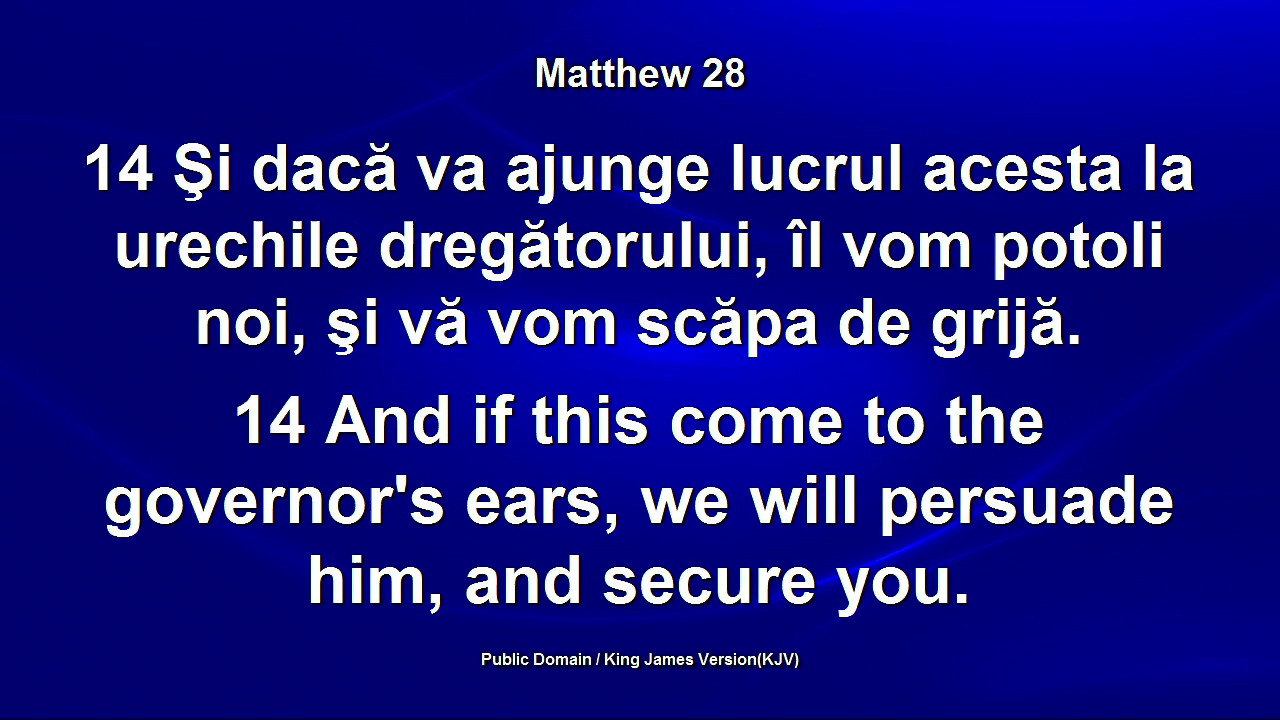 Matthew 28
14 Şi dacă va ajunge lucrul acesta la
urechile dregătorului, îl vom potoli
noi, şi vă vom scăpa de grijă.
14 And if this come to the
governor's ears, we will persuade
him, and secure you.
Public Domain / King James Version(KJV)